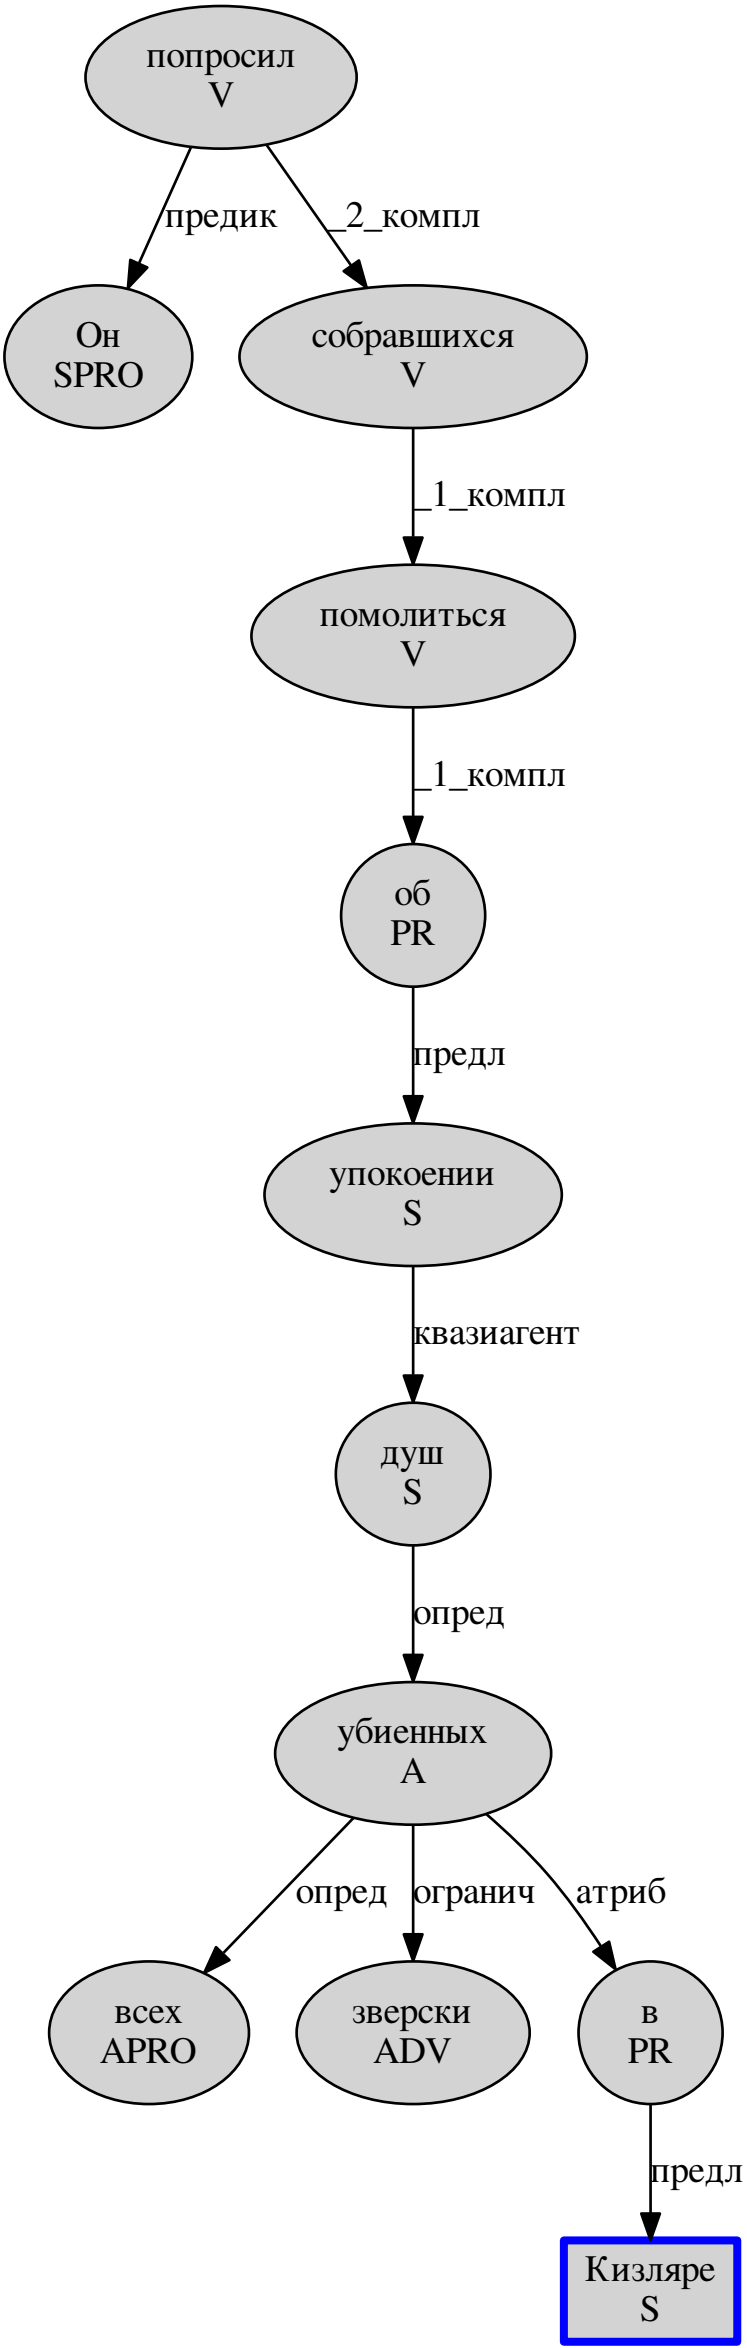 попросил
V
предик
_2_компл
Он
SPRO
собравшихся
V
_1_компл
помолиться
V
_1_компл
об
PR
предл
упокоении
S
квазиагент
душ
S
опред
убиенных
A
опред
огранич
атриб
всех
APRO
зверски
ADV
в
PR
предл
Кизляре
S